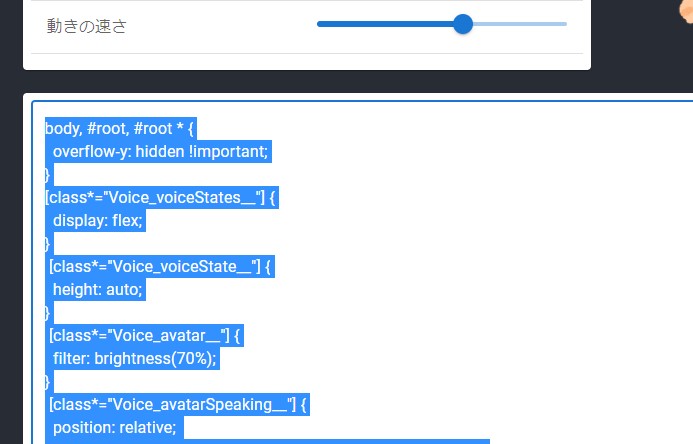 動きの速さ
body, #root, #root * {
overflow-y: hidden !important;
}
[class*="Voice_voiceStates__"] {
display: flex;
}
[class*="Voice_voiceState__"] {
height: auto;
}
[class*="Voice_avatar__"] {
filter: brightness(70%);
}
[class*="Voice_avatarSpeaking__"] {
position: relative;